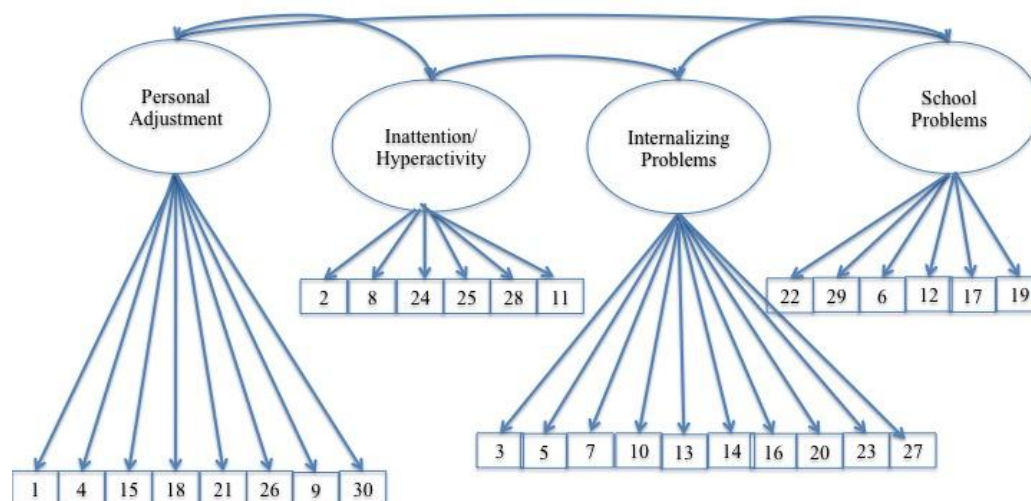 Personal
Adjustment
Inattention/
Hyperactivity
Internalizing
Problems
School
Problems
2 8 24 25 28 11
22 29 6 12 17 19
3 5 7 10 13 14 16 20 23 27
1 4 15 18 21 26 9 30